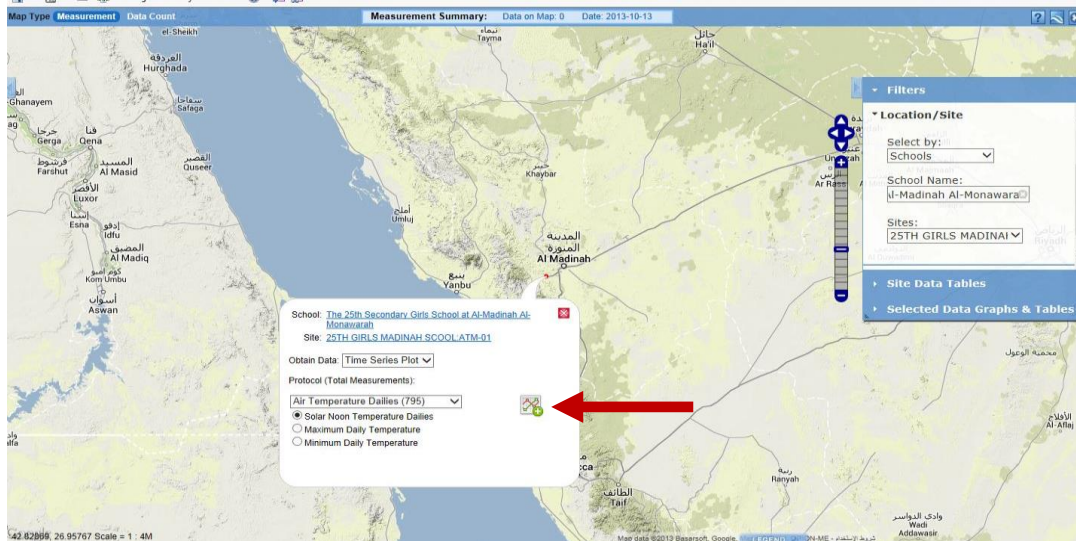 Map Type Measurement Data Count
Measurement Summary: Data on Map: 0 Date: 2013-10-13
el-Sheikh
الغردقة
Hurghada
تيماء
Tayma
حائل
Ha'il
Ghanayem
سفاجا
Safaga
جرجا
Gerga
قنا
Qena
فرشوط
Farshut
المسيد
Al Masid
القصير
Quseer
الأقصر
Luxor
إسنا
Esna
إدفو
Idfu
المضيق
Al Madiq
كوم أمبو
Kom Umbu
أسوان
Aswan
خيبر
Khaybar
أملج
Umluj
المدينة
المنورة
Al Madinah
ينبع
Yanbu
الرس
Ar Rass
Filters
Location/Site
Select by:
Schools
School Name:
Al-Madinah Al-Monawara
Sites:
25TH GIRLS MADINAI
Site Data Tables
Selected Data Graphs & Tables
School: The 25th Secondary Girls School at Al-Madinah Al-
Monawarah
Site: 25TH GIRLS MADINAH SCOOL:ATM-01
Obtain Data: Time Series Plot
Protocol (Total Measurements):
Air Temperature Dailies (795)
Solar Noon Temperature Dailies
Maximum Daily Temperature
Minimum Daily Temperature
cca
الطائف
Taif
رنية
Ranyah
الأفلاج
Al-Aflaj
وادي الدواسر
Wadi
Addawasir
42.82069, 26.95767 Scale = 1 : 4M
Map data ©2013 Basarsoft, Google,
LEGEND
ON-ME - شروط الاستخدام